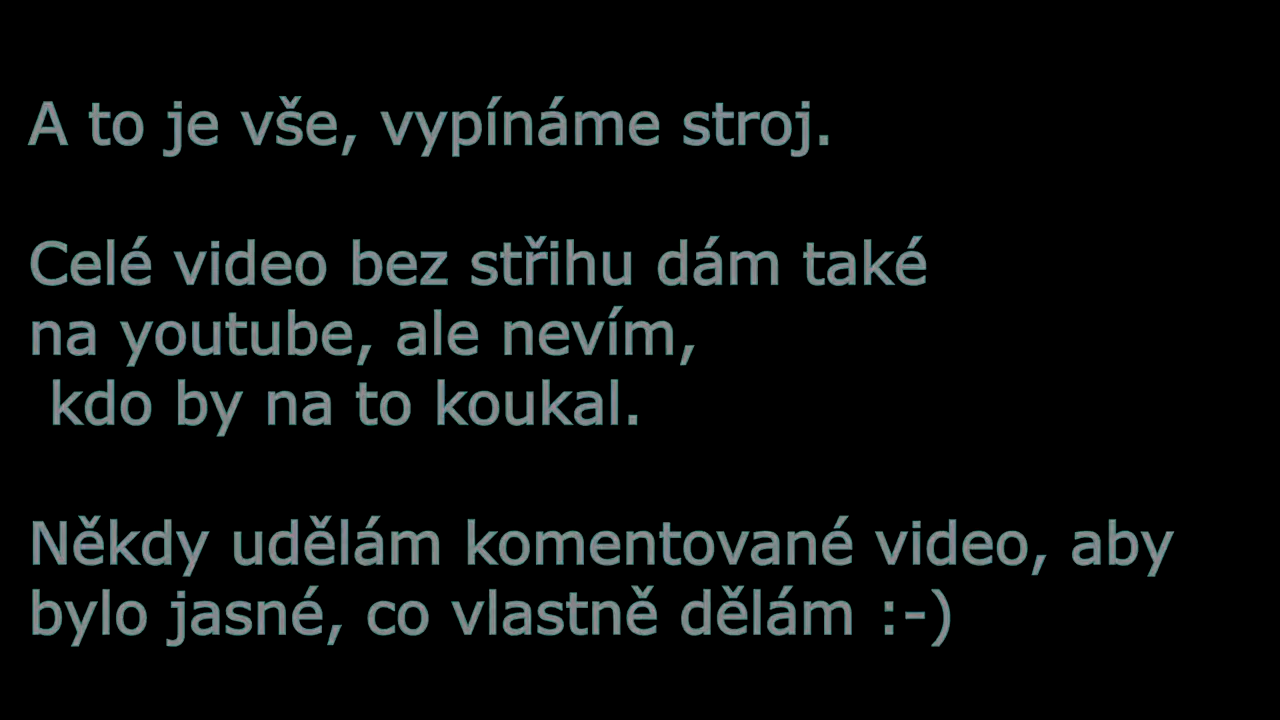 A to je vše, vypínáme stroj.
Celé video bez střihu dám také
na youtube, ale nevím,
kdo by na to koukal.
Někdy udělám komentované video, aby
bylo jasné, co vlastně dělám :-)